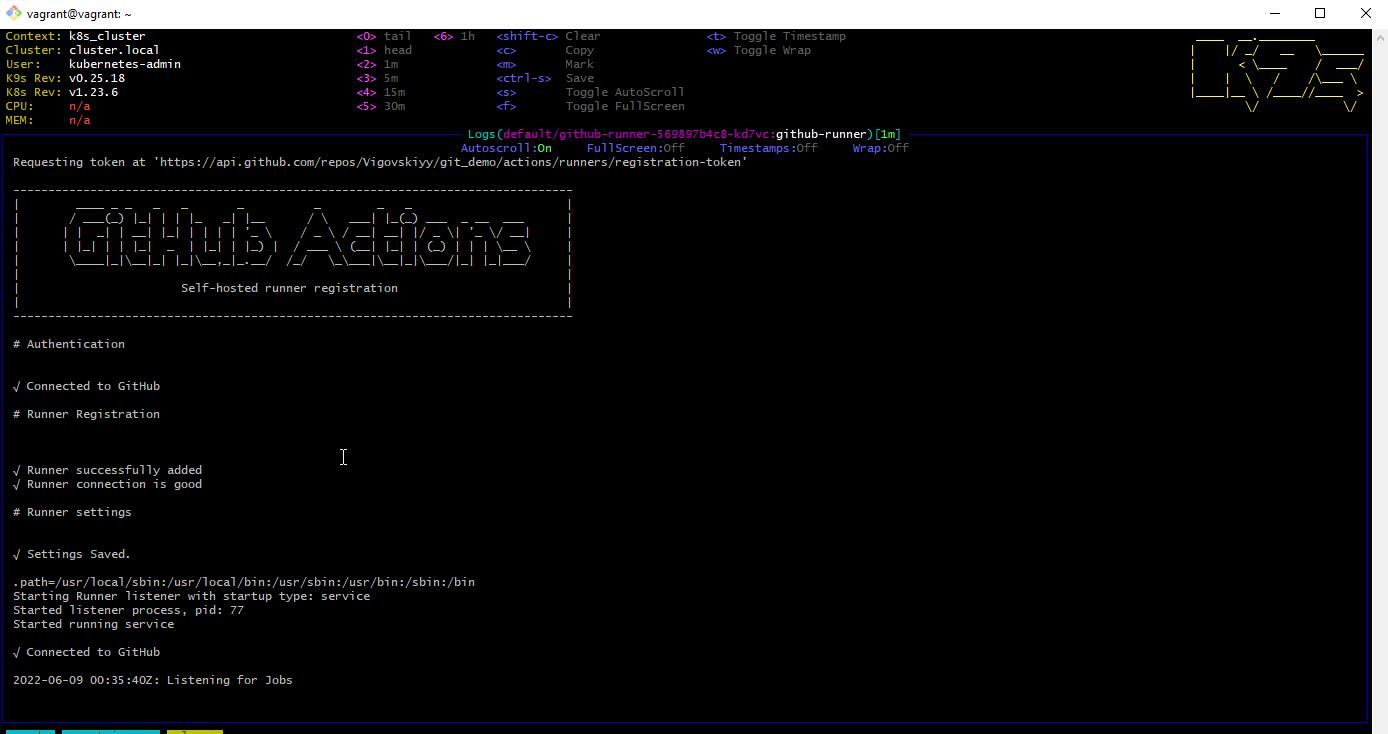 vagrant@vagrant: ~
Context: k8s_cluster <0> tail <6> 1h <shift-c> Clear <t> Toggle Timestamp
Cluster: cluster.local <1> head <c> Copy <w> Toggle Wrap
User: kubernetes-admin <2> 1m <m> Mark
K9s Rev: v0.25.18 <3> 5m <ctrl-s> Save
K8s Rev: v1.23.6 <4> 15m <s> Toggle AutoScroll
CPU: n/a <5> 30m <f> Toggle FullScreen
MEM: n/a
K9s
Logs(default/github-runner-569897b4c8-kd7vc:github-runner)[1m]
Autoscroll:On FullScreen:Off Timestamps:Off Wrap:Off
Requesting token at 'https://api.github.com/repos/Vigovskiyy/git_demo/actions/runners/registration-token'
GitHub Actions
Self-hosted runner registration
# Authentication
√ Connected to GitHub
# Runner Registration
√ Runner successfully added
√ Runner connection is good
# Runner settings
√ Settings Saved.
.path=/usr/local/sbin:/usr/local/bin:/usr/sbin:/usr/bin:/sbin:/bin
Starting Runner listener with startup type: service
Started listener process, pid: 77
Started running service
√ Connected to GitHub
2022-06-09 00:35:40Z: Listening for Jobs